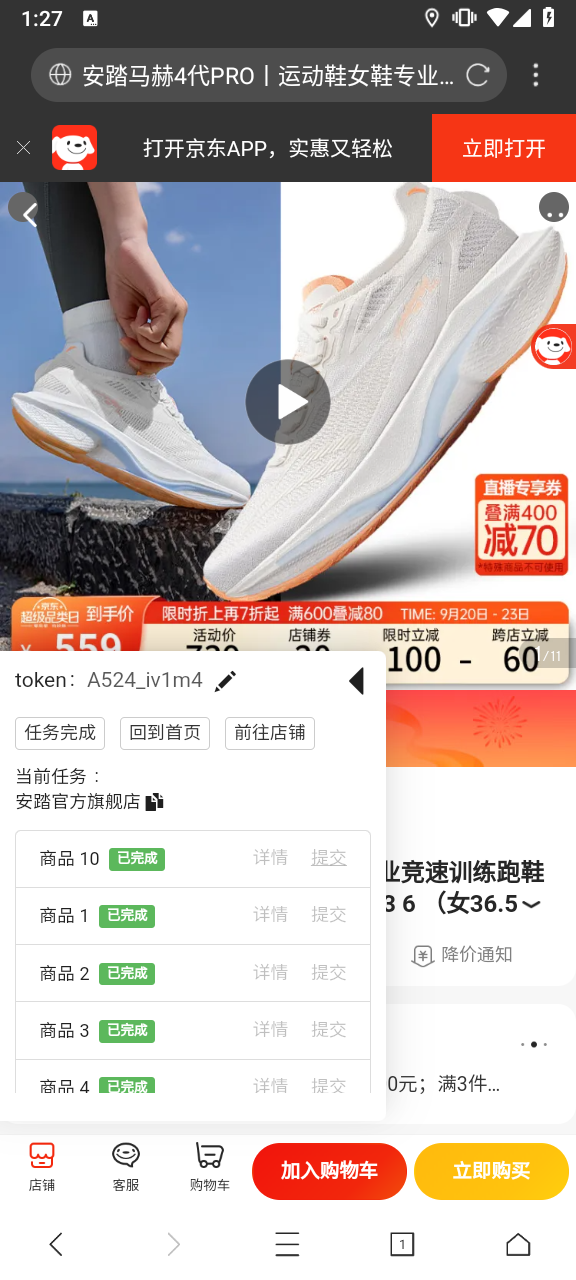 1:27
A
安踏马赫4代PRO丨运动鞋女鞋专业...
打开京东APP，实惠又轻松
立即打开
直播专享券
叠满400
减70
*特殊商品不可使用
京东
超级品类日
到手价
限时折上再7折起 满600叠减80
TIME: 9月20日 - 23日
¥559
活动价
店铺券
限时立减
跨店立减
100 - 60
1/11
token： A524_iv1m4
任务完成
回到首页
前往店铺
当前任务：
安踏官方旗舰店
商品 10 已完成 详情 提交
商品 1 已完成 详情 提交
商品 2 已完成 详情 提交
商品 3 已完成 详情 提交
商品 4 已完成 详情 提交
业竞速训练跑鞋
3 6 （女36.5
降价通知
0元；满3件...
店铺
客服
购物车
加入购物车
立即购买
1